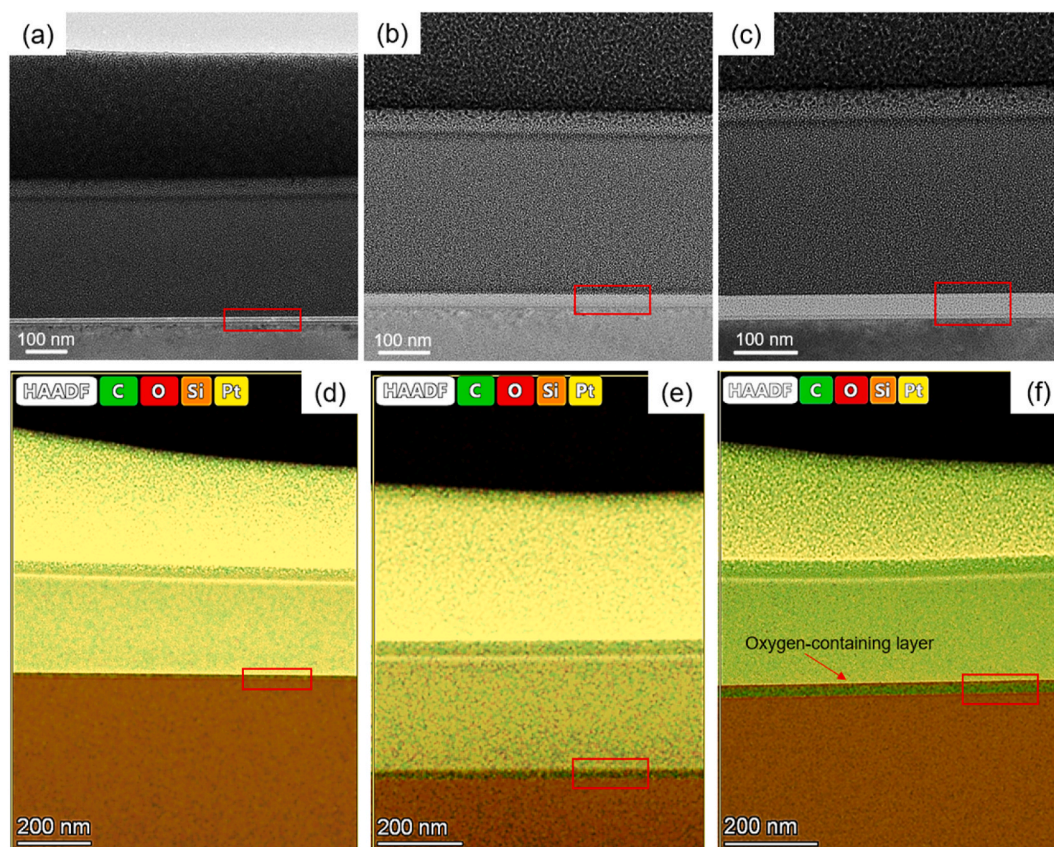 (a)
(b)
(c)
100 nm
100 nm
100 nm
HAADF C O Si Pt (d)
HAADF C O Si Pt (e)
HAADF C O Si Pt (f)
Oxygen-containing layer
200 nm
200 nm
200 nm